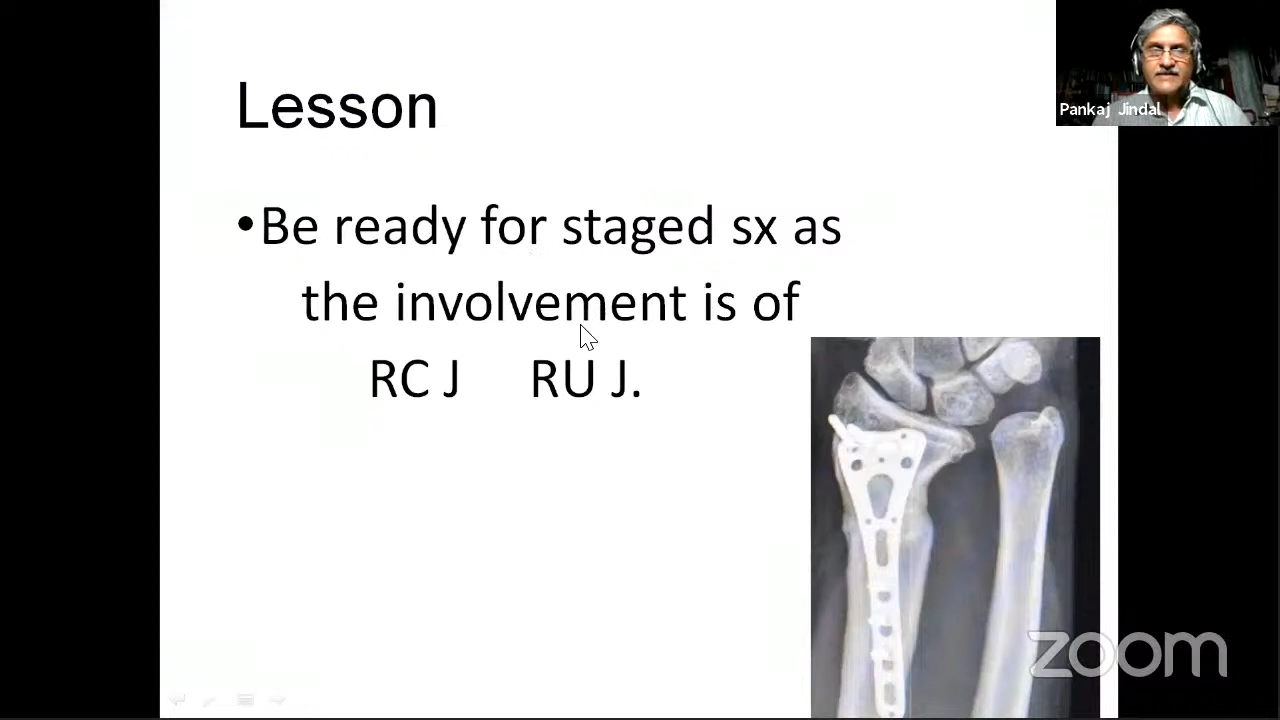 Lesson
•Be ready for staged sx as
the involvement is of
RC J RU J.
Pankaj Jindal
zoom